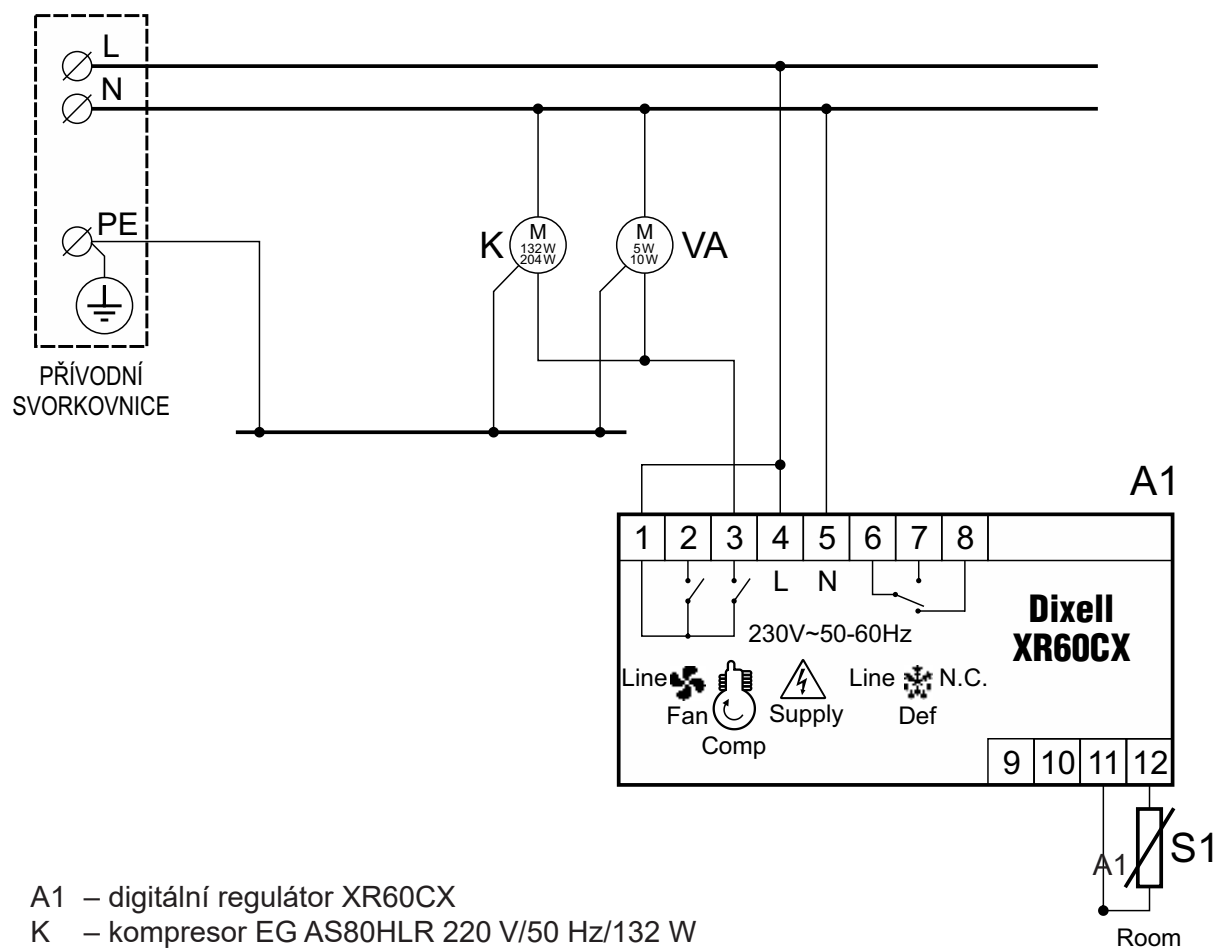 L
N
PE
PŘÍVODNÍ
SVORKOVNICE
K
M
132W
204W
M
5W
10W
VA
A1
1 2 3 4 5 6 7 8
L N
230V~50-60Hz
Dixell
XR60CX
Line
Fan
Comp
Supply
Line
Def
N.C.
9 10 11 12
A1
S1
Room
A1 – digitální regulátor XR60CX
K – kompresor EG AS80HLR 220 V/50 Hz/132 W